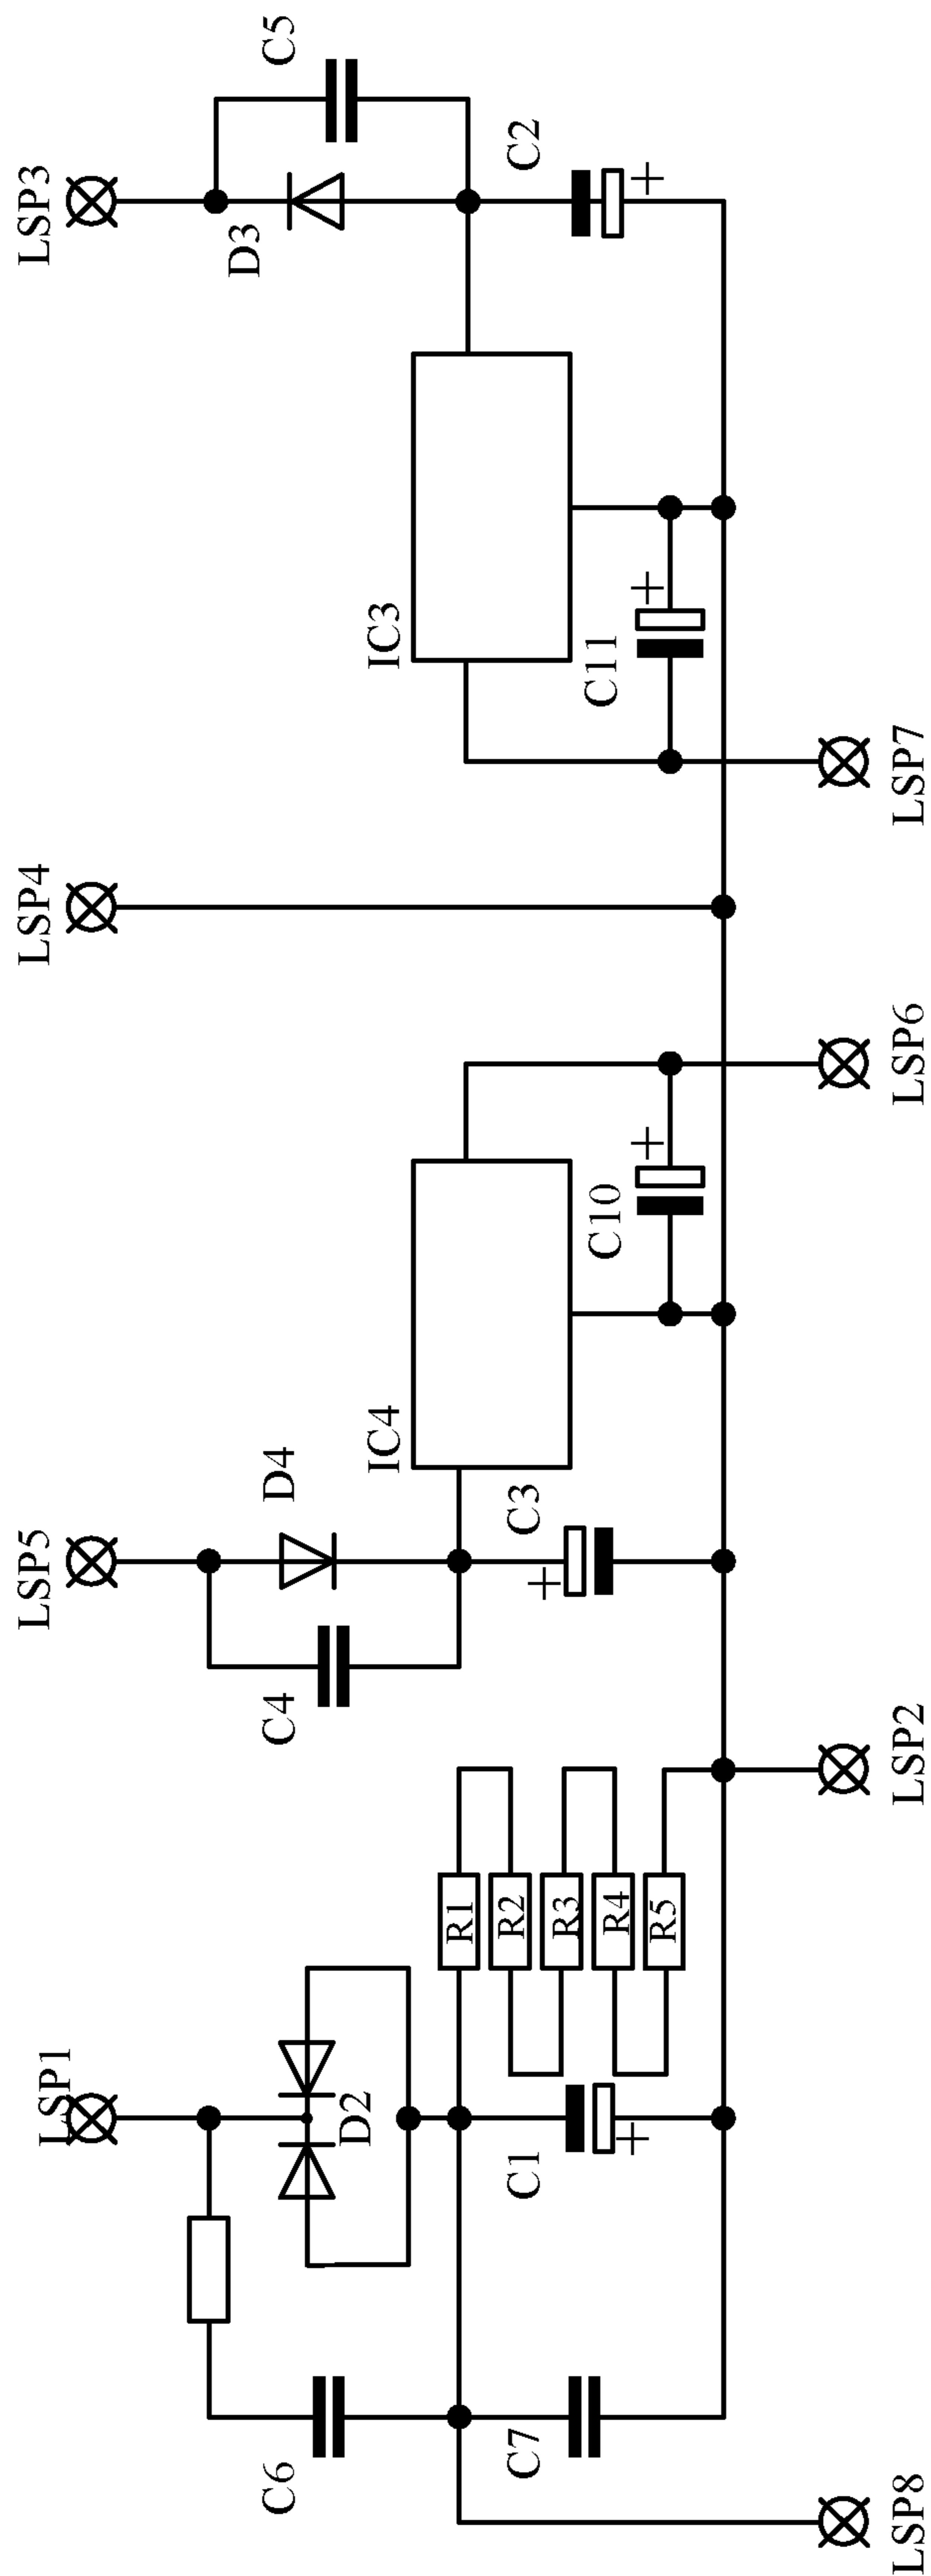 LSP3
C5
D3
C2
IC3
+
+
C11
LSP4
LSP7
LSP6
+
C10
IC4
D4
LSP5
C3
+
C4
LSP2
R1
R2
R3
R4
R5
LSP1
D2
C1
+
C6
C7
LSP8